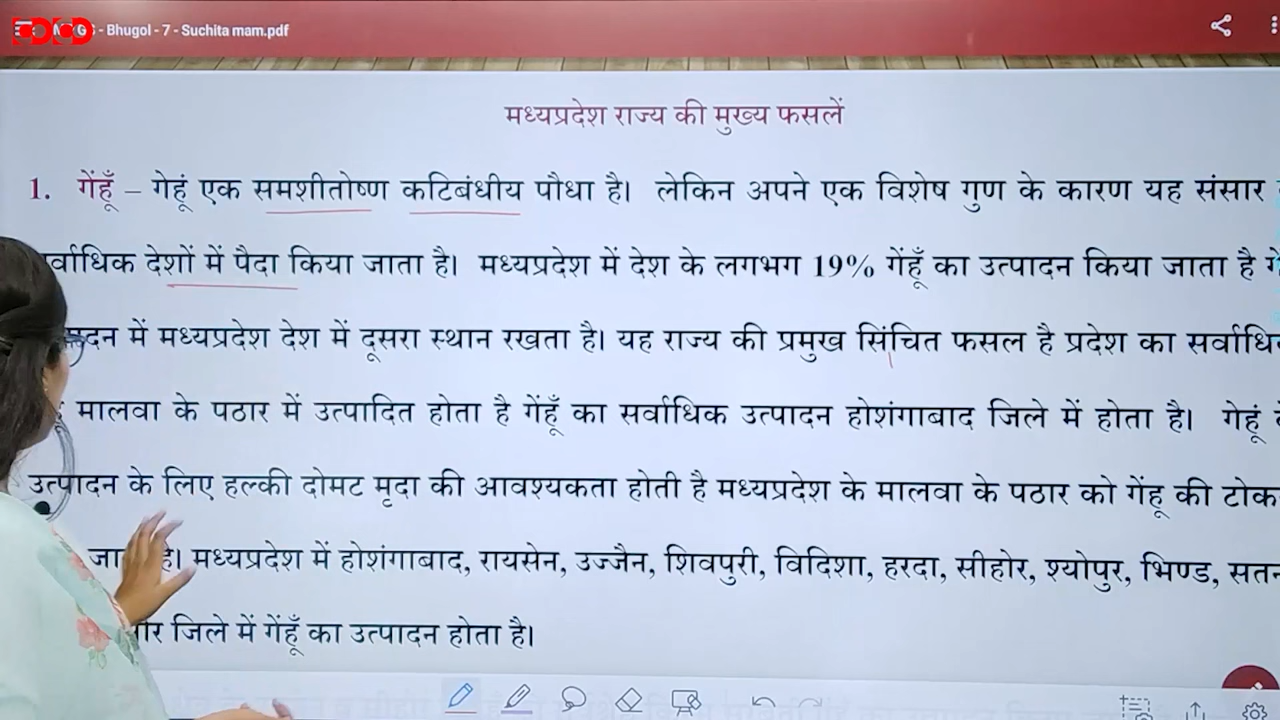 - Bhugol - 7 - Suchita mam.pdf
मध्यप्रदेश राज्य की मुख्य फसलें
1. गेंहूँ – गेहूं एक समशीतोष्ण कटिबंधीय पौधा है। लेकिन अपने एक विशेष गुण के कारण यह संसार
देशों में पैदा किया जाता है। मध्यप्रदेश में देश के लगभग 19% गेंहूँ का उत्पादन किया जाता है
में मध्यप्रदेश देश में दूसरा स्थान रखता है। यह राज्य की प्रमुख सिंचित फसल है प्रदेश का
मालवा के पठार में उत्पादित होता है गेंहूँ का सर्वाधिक उत्पादन होशंगाबाद जिले में होता है। गेहूं
उत्पादन के लिए हल्की दोमट मृदा की आवश्यकता होती है मध्यप्रदेश के मालवा के पठार को गेंहू की
है। मध्यप्रदेश में होशंगाबाद, रायसेन, उज्जैन, शिवपुरी, विदिशा, हरदा, सीहोर, श्योपुर, भिण्ड,
जिले में गेंहूँ का उत्पादन होता है।